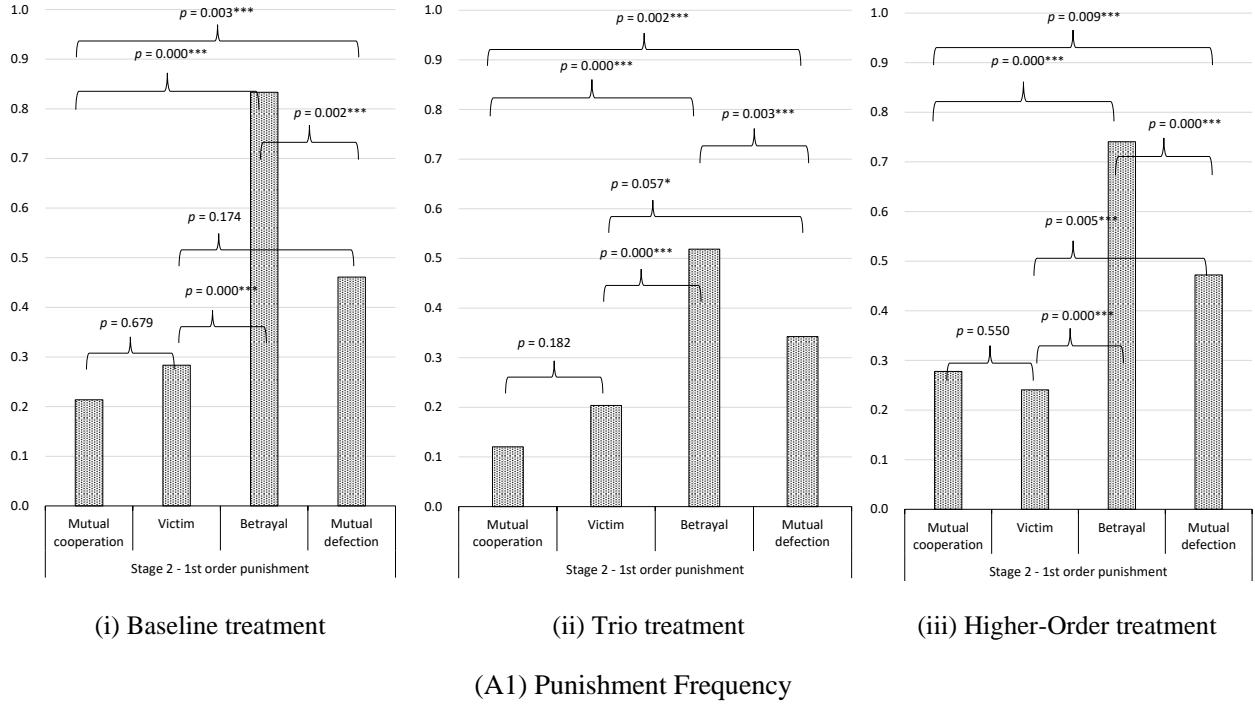 1.0
0.9
0.8
0.7
0.6
0.5
0.4
0.3
0.2
0.1
0.0
p = 0.003***
p = 0.000***
p = 0.002***
p = 0.174
p = 0.000***
p = 0.679
Mutual cooperation
Victim
Betrayal
Mutual defection
Stage 2 - 1st order punishment
(i) Baseline treatment
1.0
0.9
0.8
0.7
0.6
0.5
0.4
0.3
0.2
0.1
0.0
p = 0.002***
p = 0.000***
p = 0.003***
p = 0.057*
p = 0.000***
p = 0.182
Mutual cooperation
Victim
Betrayal
Mutual defection
Stage 2 - 1st order punishment
(ii) Trio treatment
1.0
0.9
0.8
0.7
0.6
0.5
0.4
0.3
0.2
0.1
0.0
p = 0.009***
p = 0.000***
p = 0.000***
p = 0.005***
p = 0.000***
p = 0.550
Mutual cooperation
Victim
Betrayal
Mutual defection
Stage 2 - 1st order punishment
(iii) Higher-Order treatment
(A1) Punishment Frequency